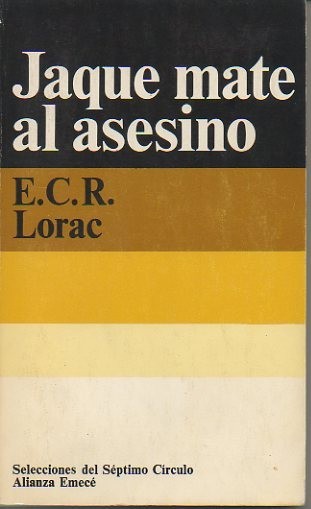 Jaque mate
al asesino
E.C.R.
Lorac
Selecciones del Séptimo Círculo
Alianza Emecé